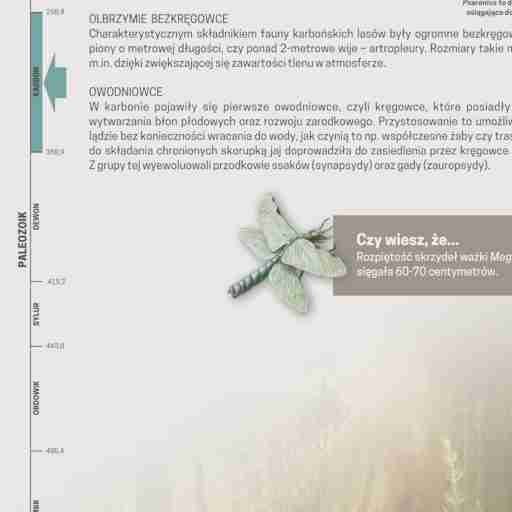 Psaronius to d
osiągająca do
OLBRZYMIE BEZKRĘGOWCE
Charakterystycznym składnikiem fauny karbońskich lasów były ogromne bezkręgow
piony o metrowej długości, czy ponad 2-metrowe wije – artropleury. Rozmiary takie m
m.in. dzięki zwiększającej się zawartości tlenu w atmosferze.
OWODNIOWCE
W karbonie pojawiły się pierwsze owodniowce, czyli kręgowce, które posiadły
wytwarzania błon płodowych oraz rozwoju zarodkowego. Przystosowanie to umożliw
lądzie bez konieczności wracania do wody, jak czynią to np. współczesne żaby czy tras
do składania chronionych skorupką jaj doprowadziła do zasiedlenia przez kręgowce
Z grupy tej wyewoluowali przodkowie ssaków (synapsydy) oraz gady (zauropsydy).
Czy wiesz, że...
Rozpiętość skrzydeł ważki Meg
sięgała 60-70 centymetrów.
PALEOZOIK
298,9
KARBON
358,9
DEWON
419,2
SYLUR
443,8
ORDOWIK
485,4